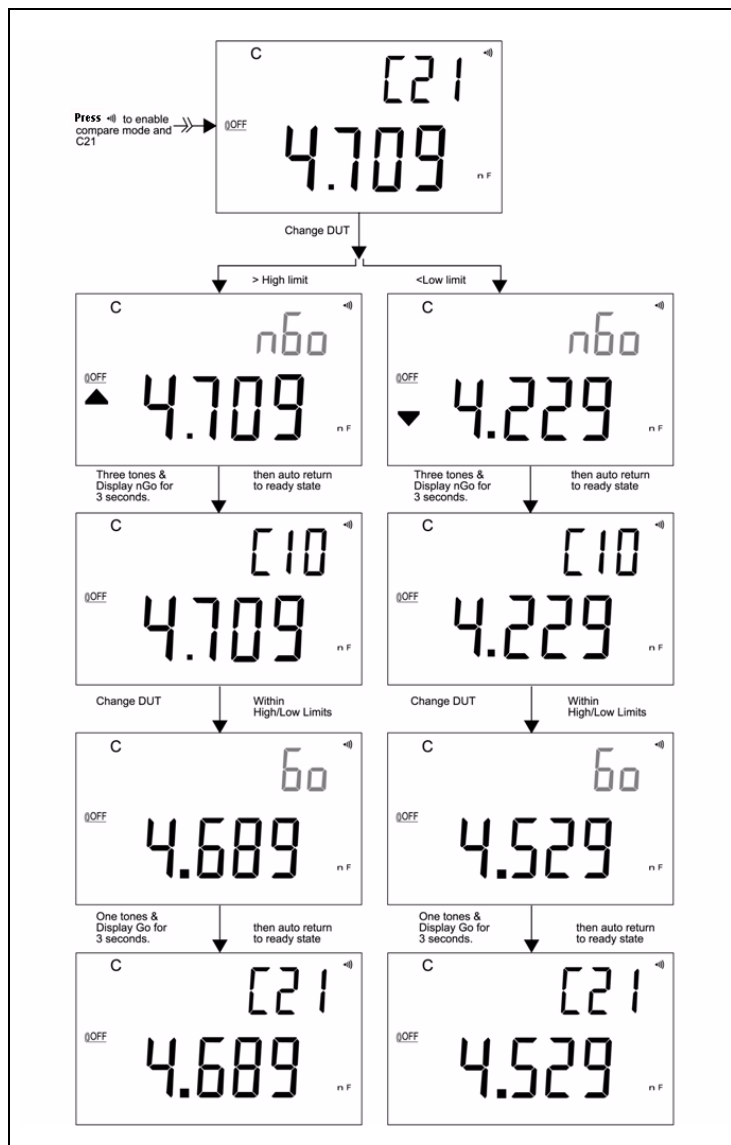 C
C21
Press to enable
compare mode and
C21
OFF
4.709
nF
Change DUT
> High limit
<Low limit
C
nGo
OFF
4.709
nF
C
nGo
OFF
4.229
nF
Three tones &
Display nGo for
3 seconds.
then auto return
to ready state
Three tones &
Display nGo for
3 seconds.
then auto return
to ready state
C
C10
OFF
4.709
nF
C
C10
OFF
4.229
nF
Change DUT
Within
High/Low Limits
Change DUT
Within
High/Low Limits
C
Go
OFF
4.689
nF
C
Go
OFF
4.529
nF
One tones &
Display Go for
3 seconds.
then auto return
to ready state
One tones &
Display Go for
3 seconds.
then auto return
to ready state
C
C21
OFF
4.689
nF
C
C21
OFF
4.529
nF